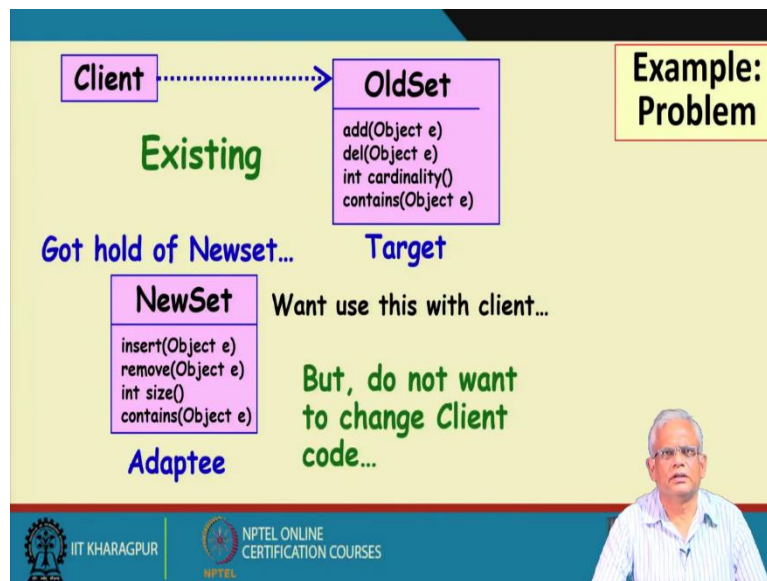 Client
OldSet
add(Object e)
del(Object e)
int cardinality()
contains(Object e)
Example:
Problem
Existing
Target
Got hold of Newset...
NewSet
insert(Object e)
remove(Object e)
int size()
contains(Object e)
Adaptee
Want use this with client...
But, do not want
to change Client
code...
IIT KHARAGPUR
NPTEL
NPTEL ONLINE
CERTIFICATION COURSES